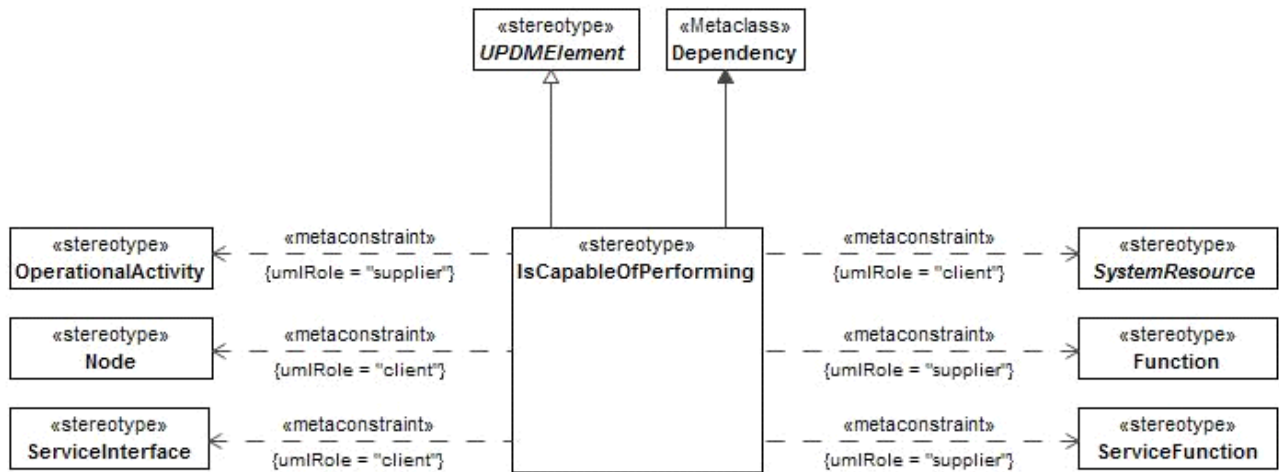 «stereotype»
UPDMElement
«Metaclass»
Dependency
«stereotype»
OperationalActivity
«metaconstraint»
{umlRole = "supplier"}
«stereotype»
IsCapableOfPerforming
«metaconstraint»
{umlRole = "client"}
«stereotype»
SystemResource
«stereotype»
Node
«metaconstraint»
{umlRole = "client"}
«metaconstraint»
{umlRole = "supplier"}
«stereotype»
Function
«stereotype»
ServiceInterface
«metaconstraint»
{umlRole = "client"}
«metaconstraint»
{umlRole = "supplier"}
«stereotype»
ServiceFunction